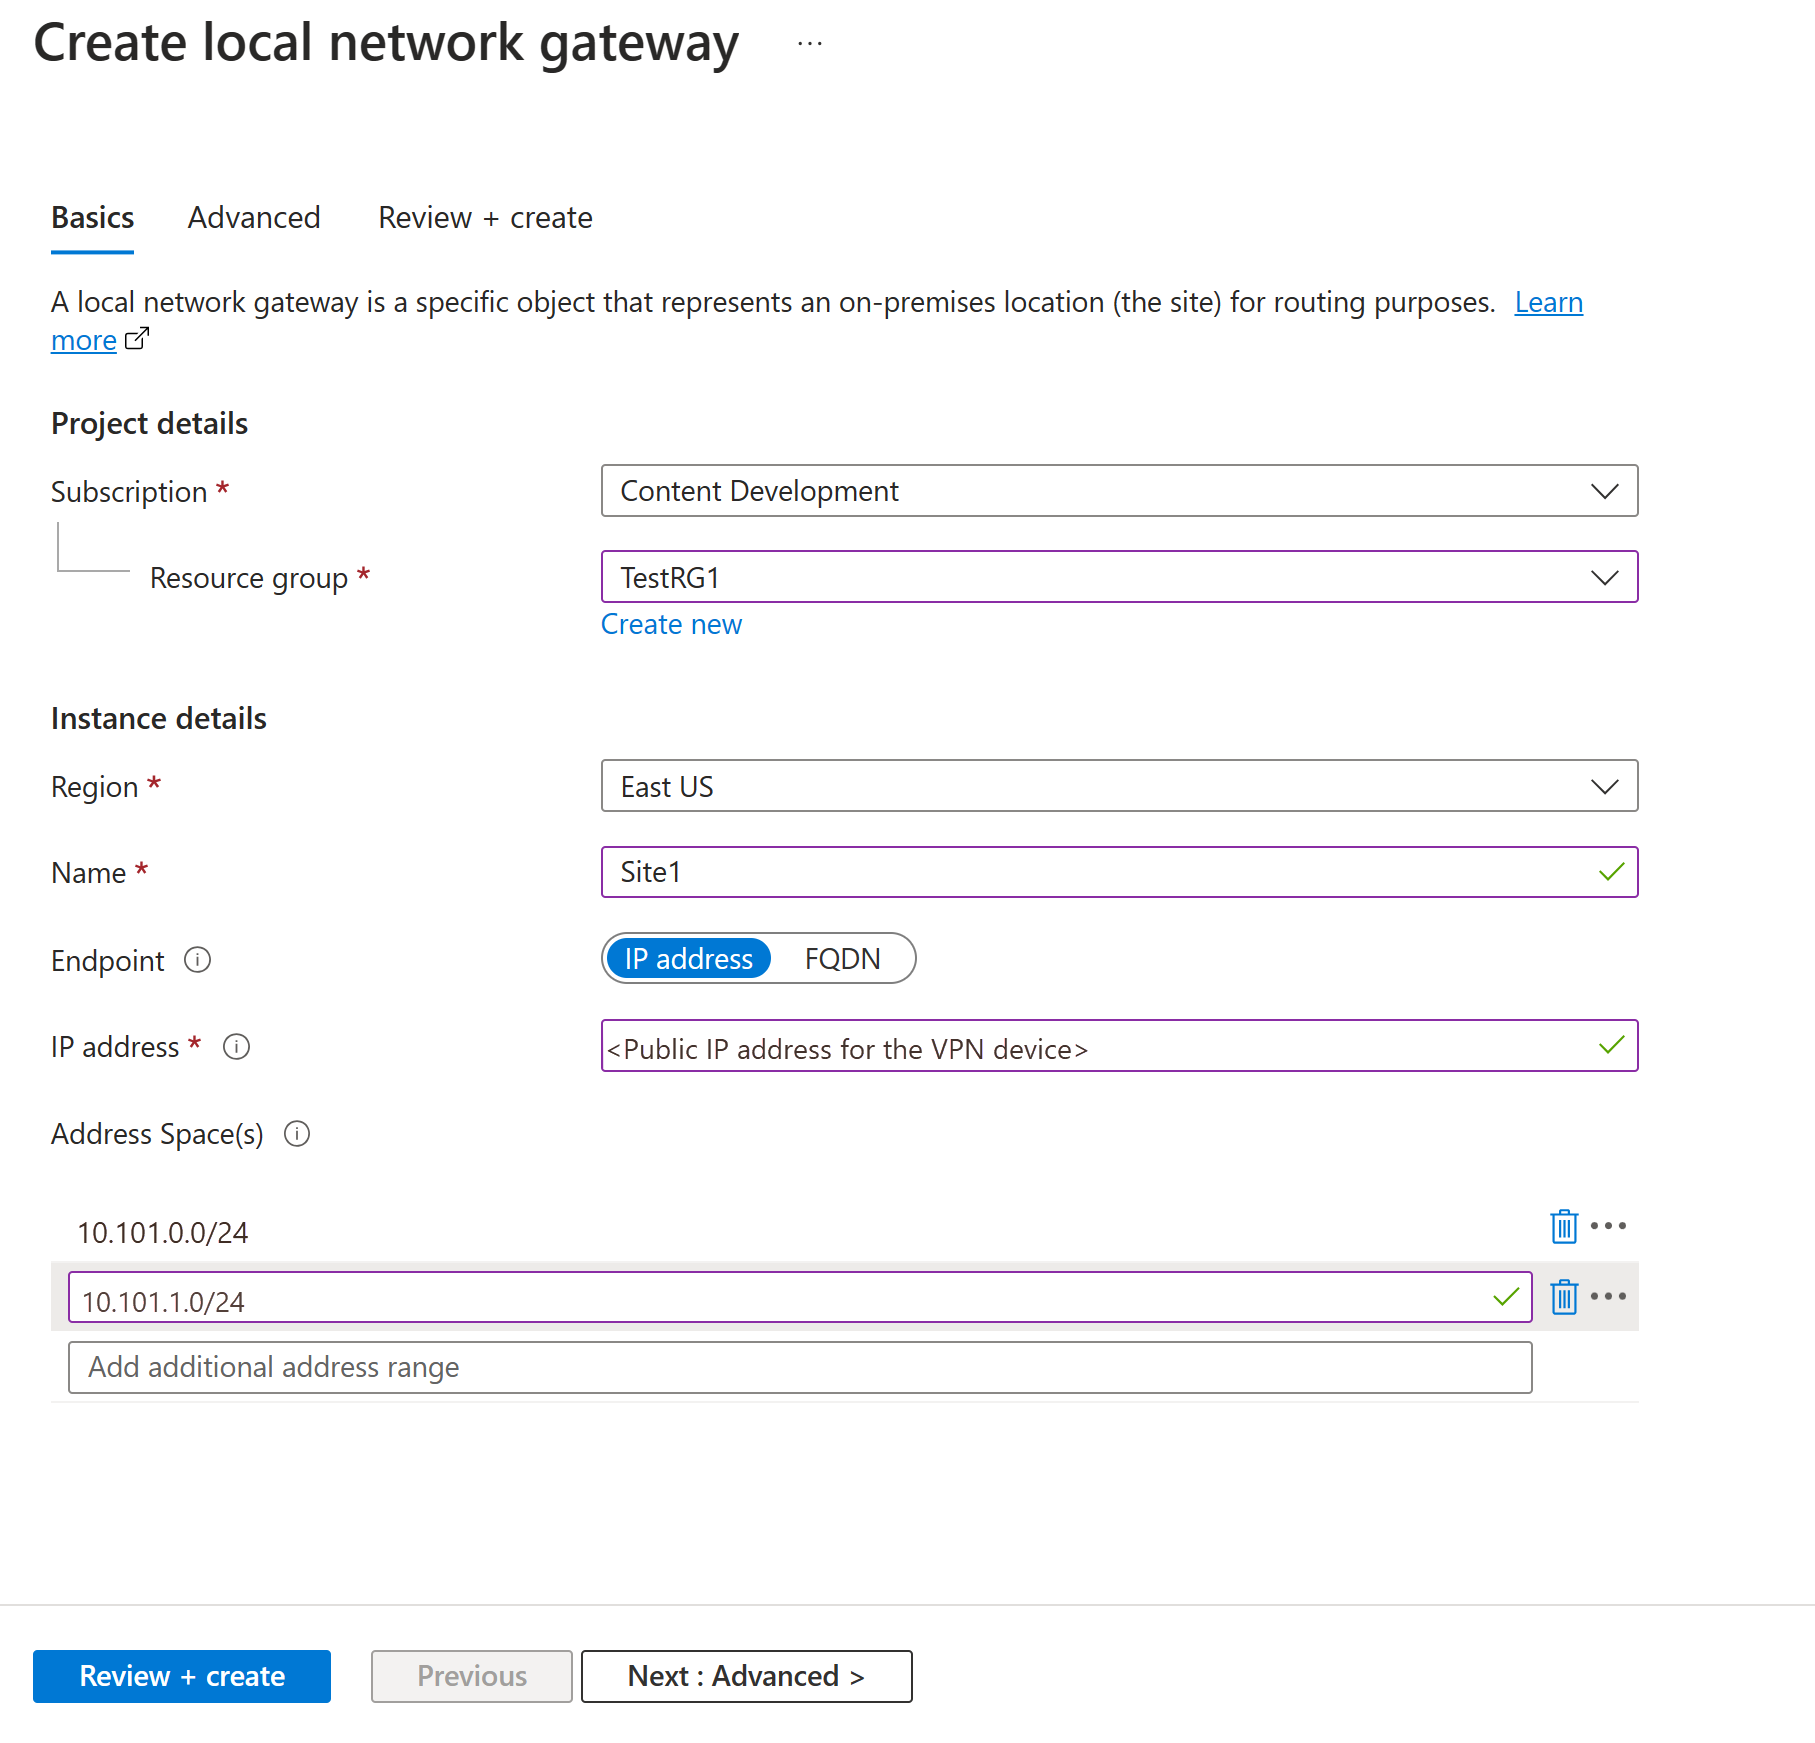 Create local network gateway ...
Basics Advanced Review + create
A local network gateway is a specific object that represents an on-premises location (the site) for routing purposes. Learn
more
Project details
Subscription * Content Development
Resource group * TestRG1
Create new
Instance details
Region * East US
Name * Site1
Endpoint IP address FQDN
IP address * <Public IP address for the VPN device>
Address Space(s)
10.101.0.0/24
10.101.1.0/24
Add additional address range
Review + create Previous Next : Advanced >